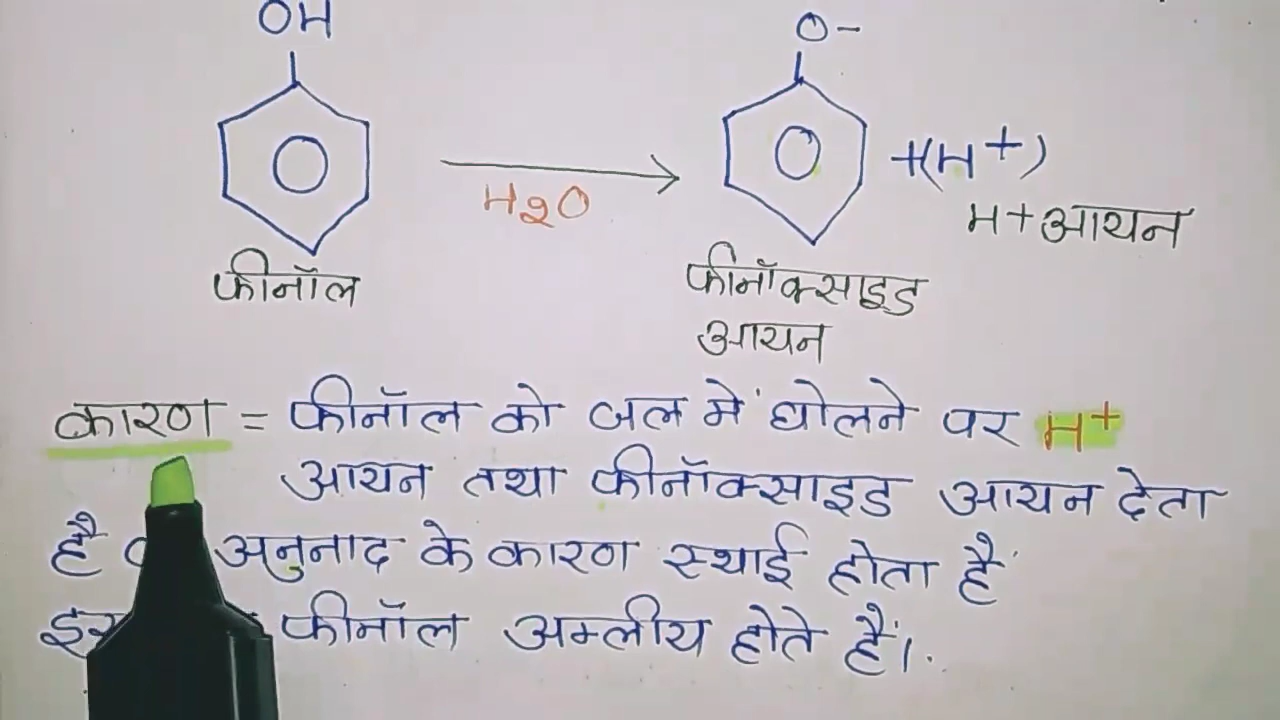 OH
O-
+(H+)
H2O
H+ आयन
फीनॉल
फीनॉक्साइड
आयन
कारण = फीनॉल को जल में घोलने पर H+
आयन तथा फीनॉक्साइड आयन देता
है अनुनाद के कारण स्थाई होता है
फीनॉल अम्लीय होते हैं।